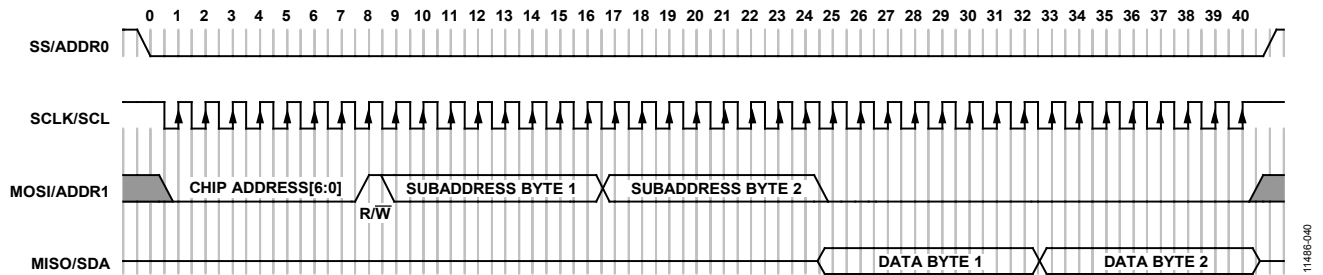 0 1 2 3 4 5 6 7 8 9 10 11 12 13 14 15 16 17 18 19 20 21 22 23 24 25 26 27 28 29 30 31 32 33 34 35 36 37 38 39 40
SS/ADDR0
SCLK/SCL
MOSI/ADDR1
CHIP ADDRESS[6:0]
R/W̅
SUBADDRESS BYTE 1
SUBADDRESS BYTE 2
MISO/SDA
DATA BYTE 1
DATA BYTE 2
11486-040